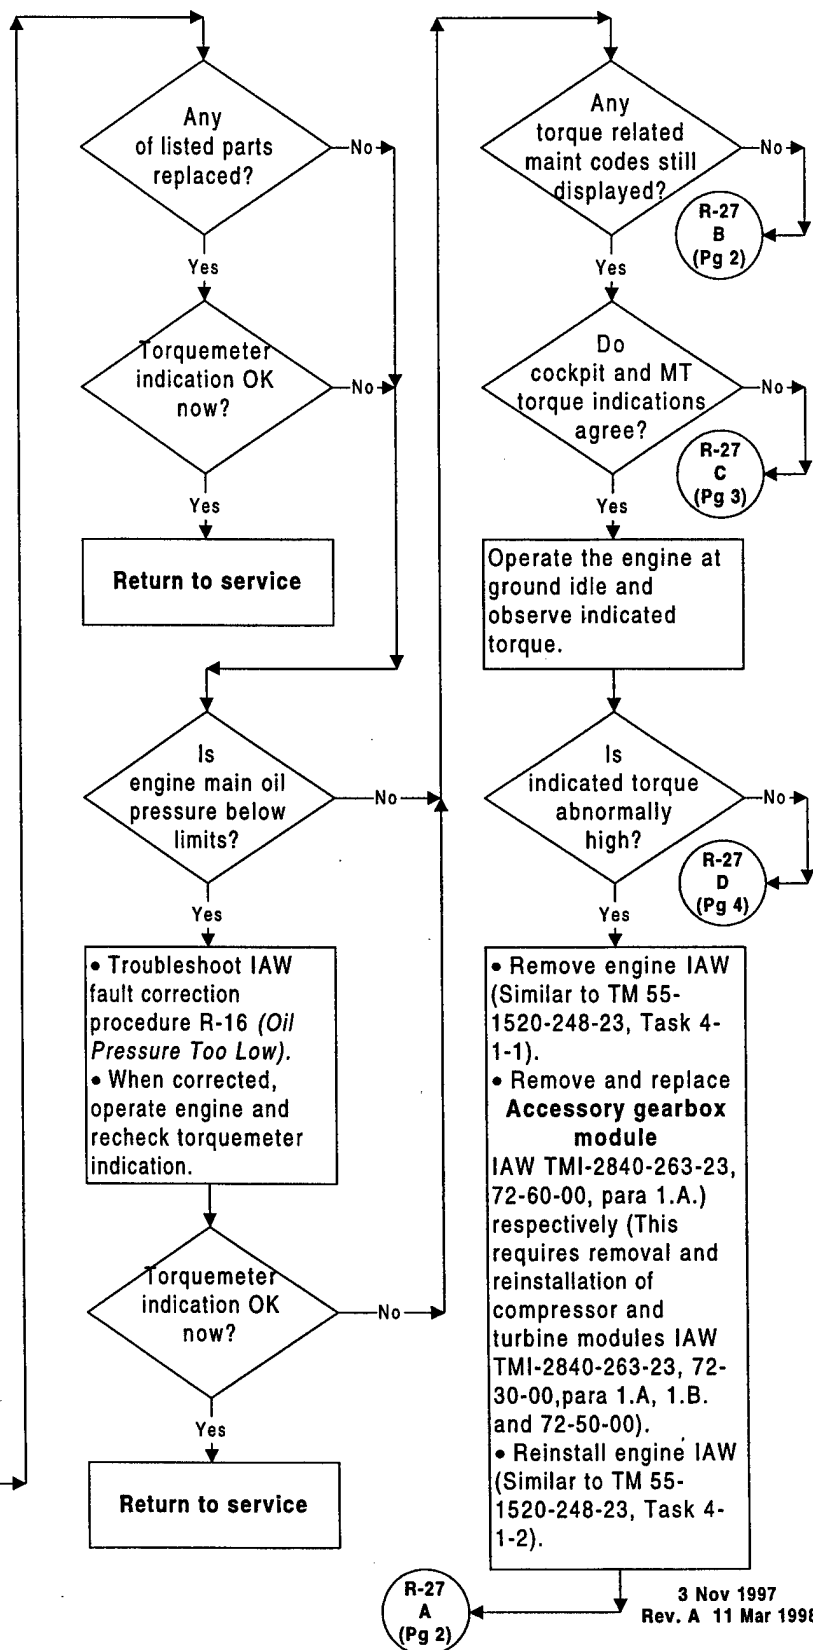 Any
of listed parts
replaced?
No
Yes
Torquemeter
indication OK
now?
No
Yes
Return to service
Is
engine main oil
pressure below
limits?
No
Yes
• Troubleshoot IAW
fault correction
procedure R-16 (Oil
Pressure Too Low).
• When corrected,
operate engine and
recheck torquemeter
indication.
Torquemeter
indication OK
now?
No
Yes
Return to service
Any
torque related
maint codes still
displayed?
No
R-27
B
(Pg 2)
Yes
Do
cockpit and MT
torque indications
agree?
No
R-27
C
(Pg 3)
Yes
Operate the engine at
ground idle and
observe indicated
torque.
Is
indicated torque
abnormally
high?
No
R-27
D
(Pg 4)
Yes
• Remove engine IAW
(Similar to TM 55-
1520-248-23, Task 4-
1-1).
• Remove and replace
Accessory gearbox
module
IAW TMI-2840-263-23,
72-60-00, para 1.A.)
respectively (This
requires removal and
reinstallation of
compressor and
turbine modules IAW
TMI-2840-263-23, 72-
30-00,para 1.A, 1.B.
and 72-50-00).
• Reinstall engine IAW
(Similar to TM 55-
1520-248-23, Task 4-
1-2).
R-27
A
(Pg 2)
3 Nov 1997
Rev. A 11 Mar 1998